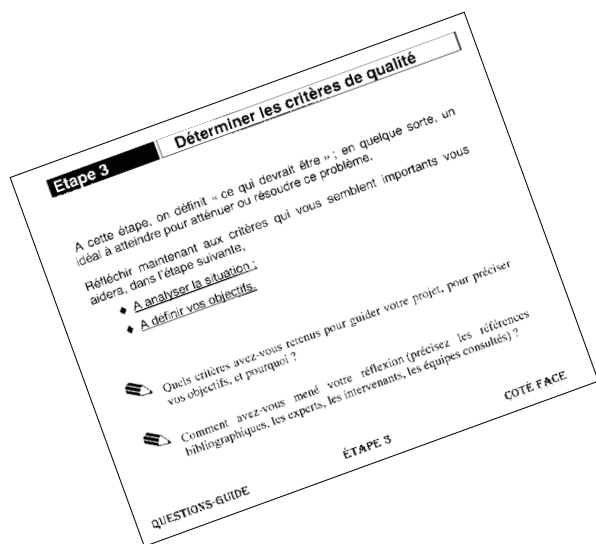 Etape 3
Déterminer les critères de qualité
A cette étape, on définit « ce qui devrait être » ; en quelque sorte, un
idéal à atteindre pour atténuer ou résoudre ce problème.
Réfléchir maintenant aux critères qui vous semblent importants vous
aidera, dans l'étape suivante,
♦ A analyser la situation ;
♦ A définir vos objectifs.
Quels critères avez-vous retenus pour guider votre projet, pour préciser
vos objectifs, et pourquoi ?
Comment avez-vous mené votre réflexion (précisez les références
bibliographiques, les experts, les intervenants, les équipes consultés) ?
QUESTIONS-GUIDE
ÉTAPE 3
COTÉ FACE